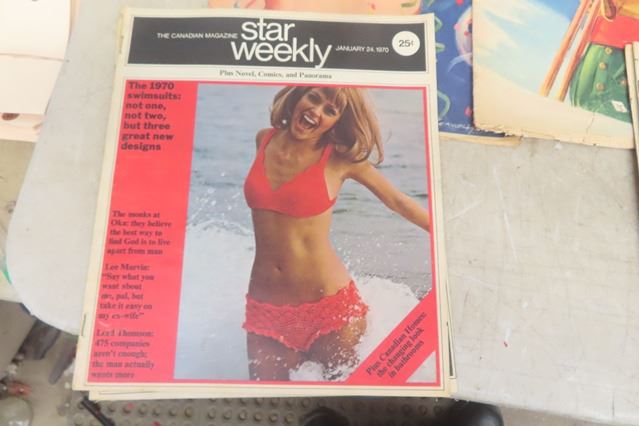 THE CANADIAN MAGAZINE star weekly JANUARY 24, 1970 25¢
Plus Novel, Comics, and Panorama
The 1970
swimsuits:
not one,
not two,
but three
great new
designs
The monks at
Oka: they believe
the best way to
find God is to live
apart from man
Lee Marvin:
"Say what you
want about
me, pal, but
take it easy on
my ex-wife"
Lord Thomson:
475 companies
aren't enough;
the man actually
wants more
Plus Canadian Homes:
the changing look
in bathrooms